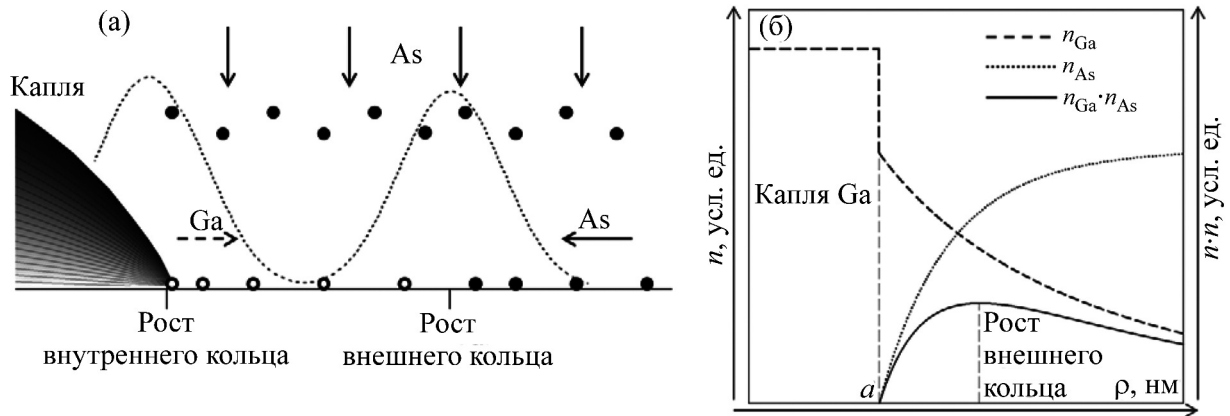 (а)
As
Капля
Ga
As
Рост
внутреннего кольца
Рост
внешнего кольца
(б)
n_Ga
n_As
n_Ga·n_As
n, усл. ед.
Капля Ga
n·n, усл. ед.
Рост
внешнего
кольца
a
ρ, нм